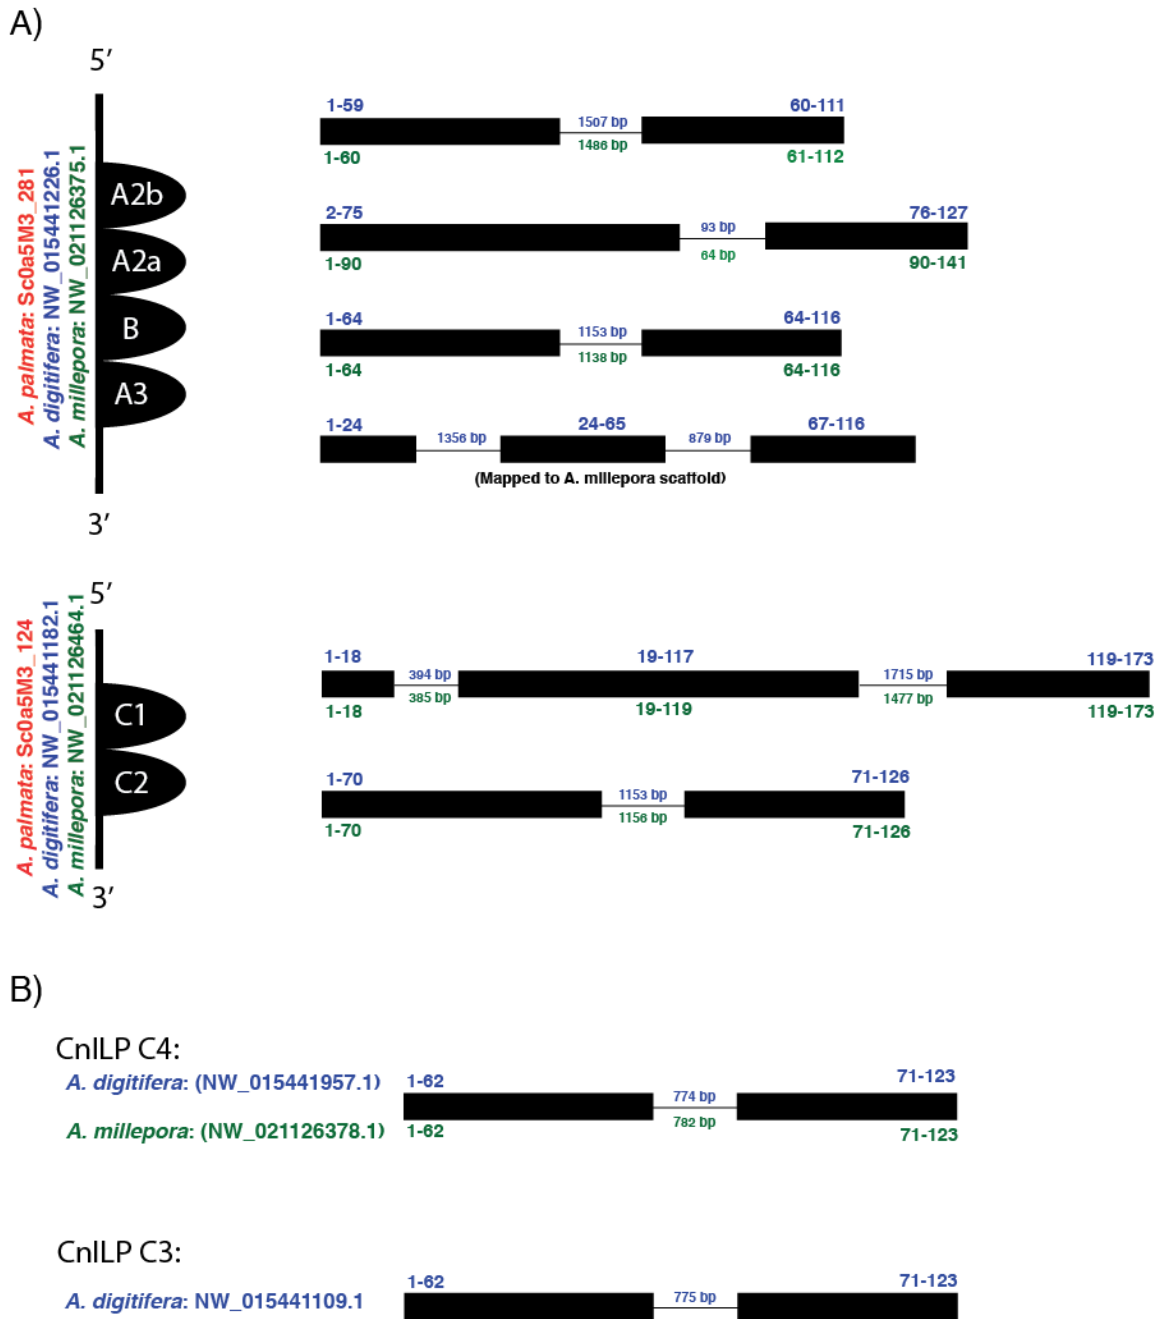 A)
5′
A. palmata: Sc0a5M3_281
A. digitifera: NW_015441226.1
A. millepora: NW_021126375.1
A2b
A2a
B
A3
3′
1-59 60-111
1507 bp
1486 bp
1-60 61-112
2-75 76-127
93 bp
64 bp
1-90 90-141
1-64 64-116
1153 bp
1138 bp
1-64 64-116
1-24 24-65 67-116
1356 bp 879 bp
(Mapped to A. millepora scaffold)
5′
A. palmata: Sc0a5M3_124
A. digitifera: NW_015441182.1
A. millepora: NW_021126464.1
C1
C2
3′
1-18 19-117 119-173
394 bp 1715 bp
385 bp 1477 bp
1-18 19-119 119-173
1-70 71-126
1153 bp
1156 bp
1-70 71-126
B)
CnILP C4:
A. digitifera: (NW_015441957.1) 1-62 71-123
774 bp
782 bp
A. millepora: (NW_021126378.1) 1-62 71-123
CnILP C3:
1-62 71-123
A. digitifera: NW_015441109.1 775 bp